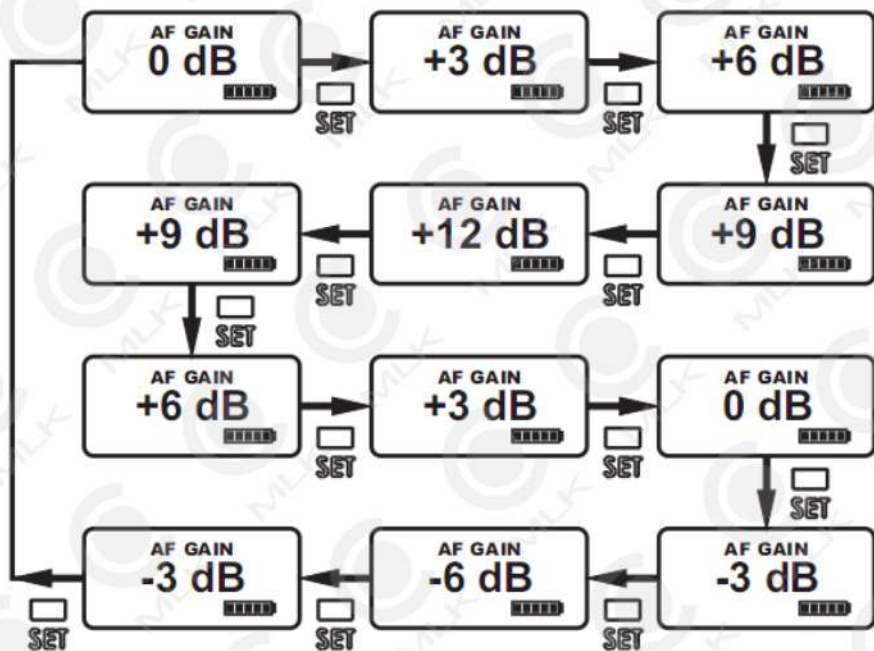 AF GAIN AF GAIN AF GAIN
0 dB +3 dB +6 dB
SET SET SET
AF GAIN AF GAIN AF GAIN
+9 dB +12 dB +9 dB
SET SET SET
AF GAIN AF GAIN AF GAIN
+6 dB +3 dB 0 dB
SET SET SET
AF GAIN AF GAIN AF GAIN
-3 dB -6 dB -3 dB
SET SET SET
MLK